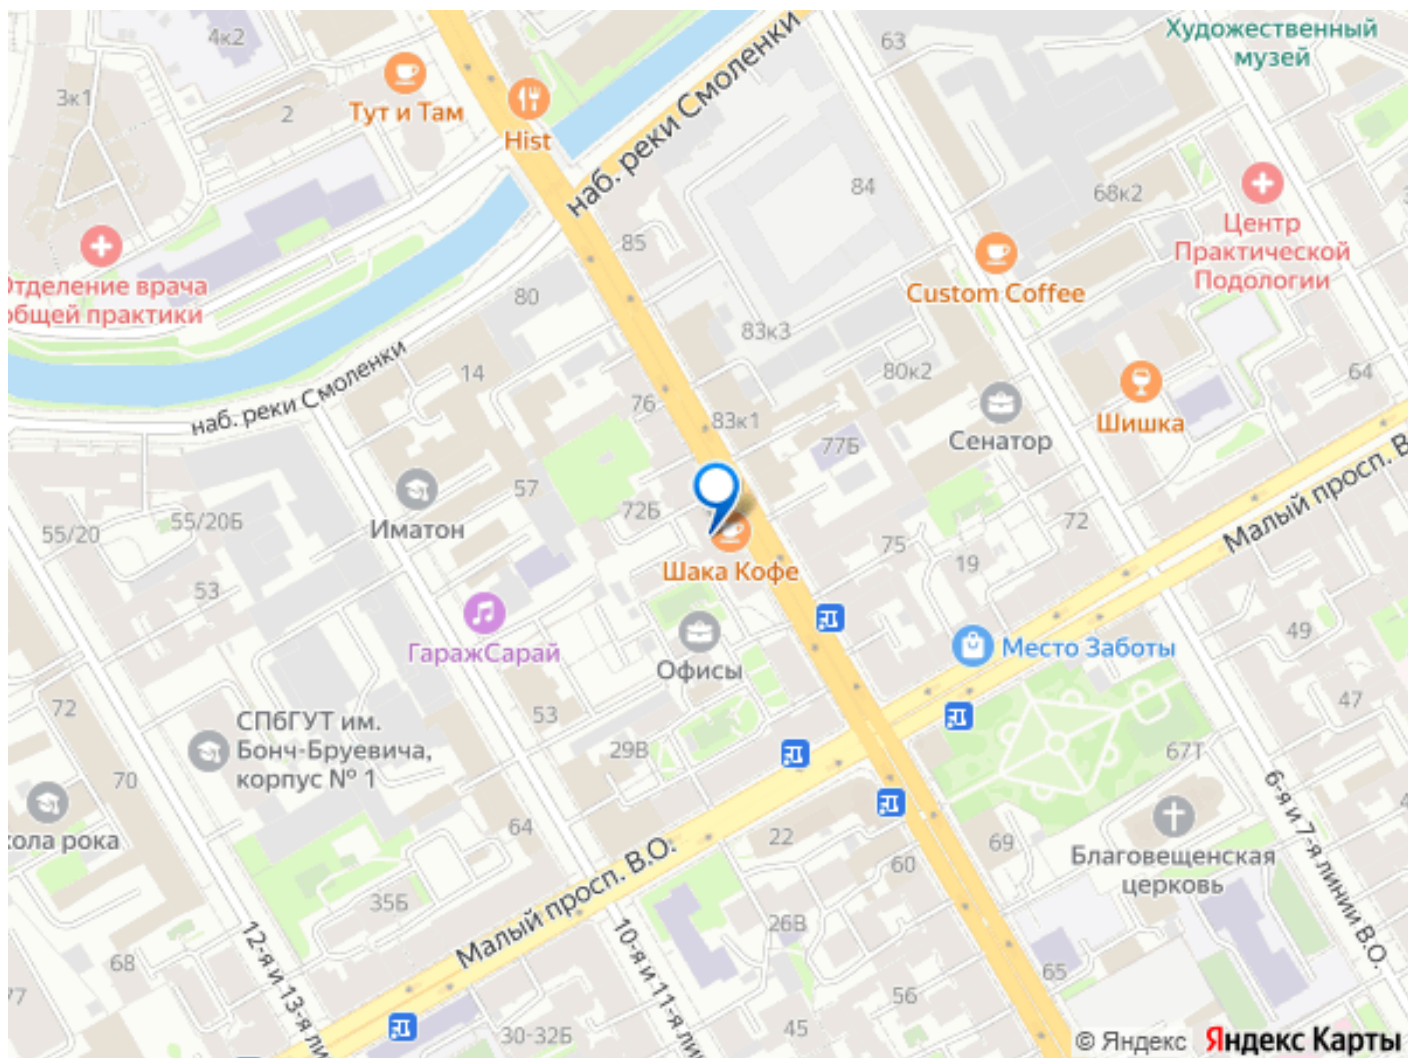 4к2
63
Художественный
музей
3к1
Тут и Там
2
Hist
наб. реки Смоленки
84
68к2
Центр
Практической
Подологии
85
Отделение врача
общей практики
80
Custom Coffee
83к3
наб. реки Смоленки
14
76
80к2
64
83к1
Шишка
77Б
Сенатор
Малый просп. В
57
72Б
55/20
55/20Б
Иматон
72
75
19
Шака Кофе
53
49
ГаражСарай
Офисы
Место Заботы
72
53
47
СПбГУТ им.
Бонч-Бруевича,
корпус № 1
29В
67Т
70
6-я и 7-я линии В.О.
кола рока
64
22
69
60
Благовещенская
церковь
Малый просп. В.О.
35Б
26В
12-я и 13-я ли
10-я и 11-я ли
68
65
77
56
30-32Б
45
© Яндекс Яндекс Карты